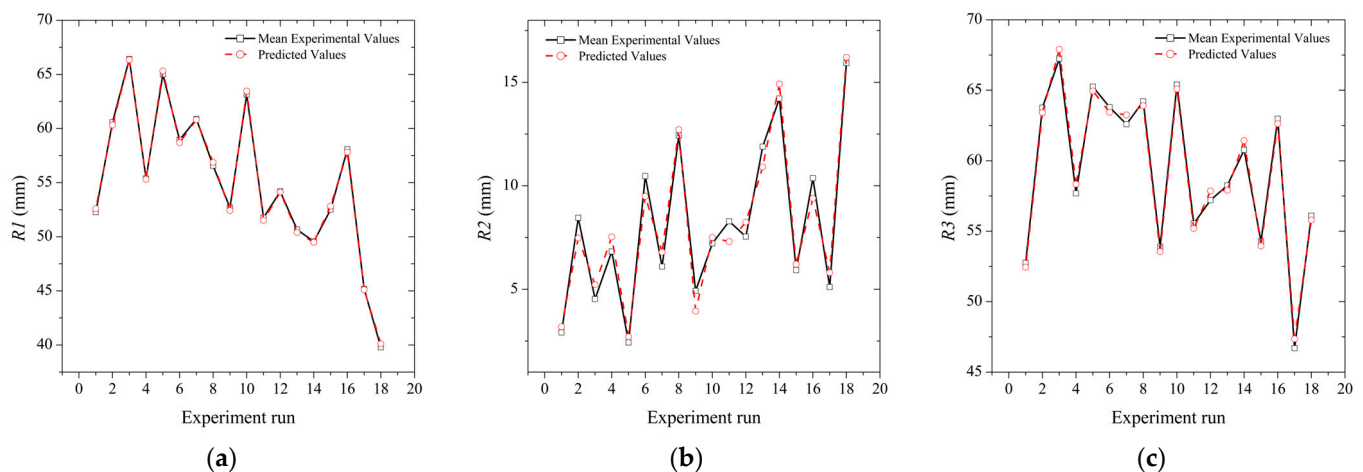 Mean Experimental Values
Predicted Values
70
65
60
55
50
45
40
R1 (mm)
0 2 4 6 8 10 12 14 16 18 20
Experiment run
(a)
Mean Experimental Values
Predicted Values
15
10
5
R2 (mm)
0 2 4 6 8 10 12 14 16 18 20
Experiment run
(b)
Mean Experimental Values
Predicted Values
70
65
60
55
50
45
R3 (mm)
0 2 4 6 8 10 12 14 16 18 20
Experiment run
(c)